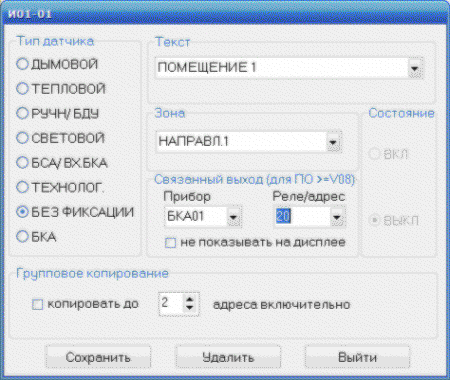 И01-01
Тип датчика
ДЫМОВОЙ
ТЕПЛОВОЙ
РУЧН/ БДУ
СВЕТОВОЙ
БСА/ ВХ.БКА
ТЕХНОЛОГ.
БЕЗ ФИКСАЦИИ
БКА
Текст
ПОМЕЩЕНИЕ 1
Зона
НАПРАВЛ.1
Состояние
ВКЛ
ВЫКЛ
Связанный выход (для ПО >=V08)
Прибор Реле/адрес
БКА01 20
не показывать на дисплее
Групповое копирование
копировать до 2 адреса включительно
Сохранить Удалить Выйти